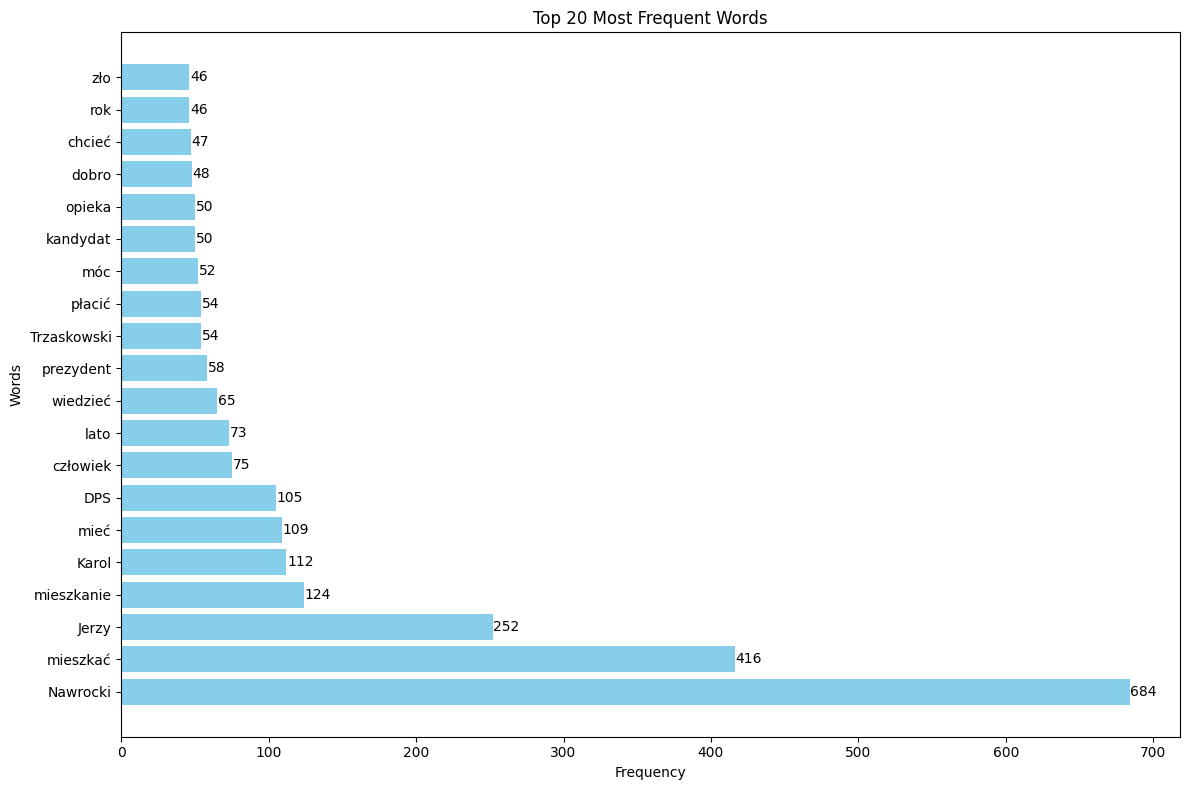 Top 20 Most Frequent Words
Words
zło 46
rok 46
chcieć 47
dobro 48
opieka 50
kandydat 50
móc 52
płacić 54
Trzaskowski 54
prezydent 58
wiedzieć 65
lato 73
człowiek 75
DPS 105
mieć 109
Karol 112
mieszkanie 124
Jerzy 252
mieszkać 416
Nawrocki 684
0 100 200 300 400 500 600 700
Frequency